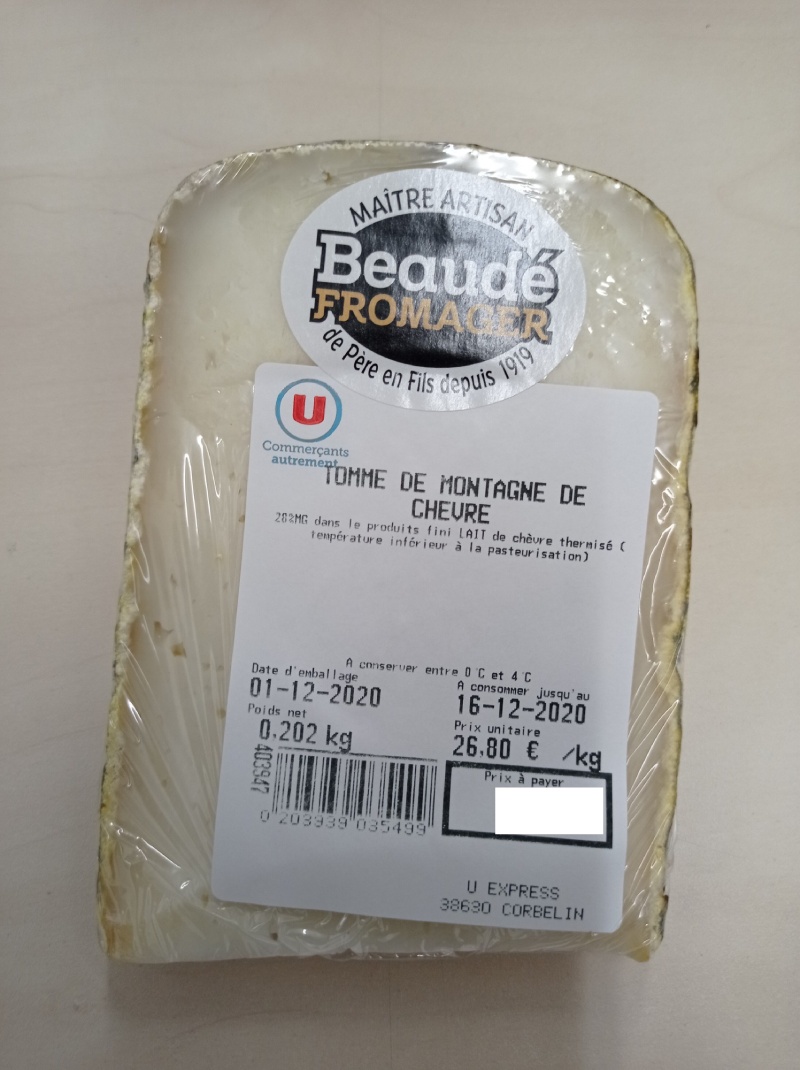 MAÎTRE ARTISAN
Beaudé
FROMAGER
de Père en Fils depuis 1919
U
Commerçants
autrement
TOMME DE MONTAGNE DE
CHEVRE
28%MG dans le produits fini LAIT de chèvre thermisé (
Température inférieur à la pasteurisation)
A conserver entre 0°C et 4°C
Date d'emballage
01-12-2020
A consommer jusqu'au
16-12-2020
Poids net
0,202 kg
Prix unitaire
26.80 € /kg
403947
0 203939 035499
Prix à payer
U EXPRESS
38630 CORBELIN